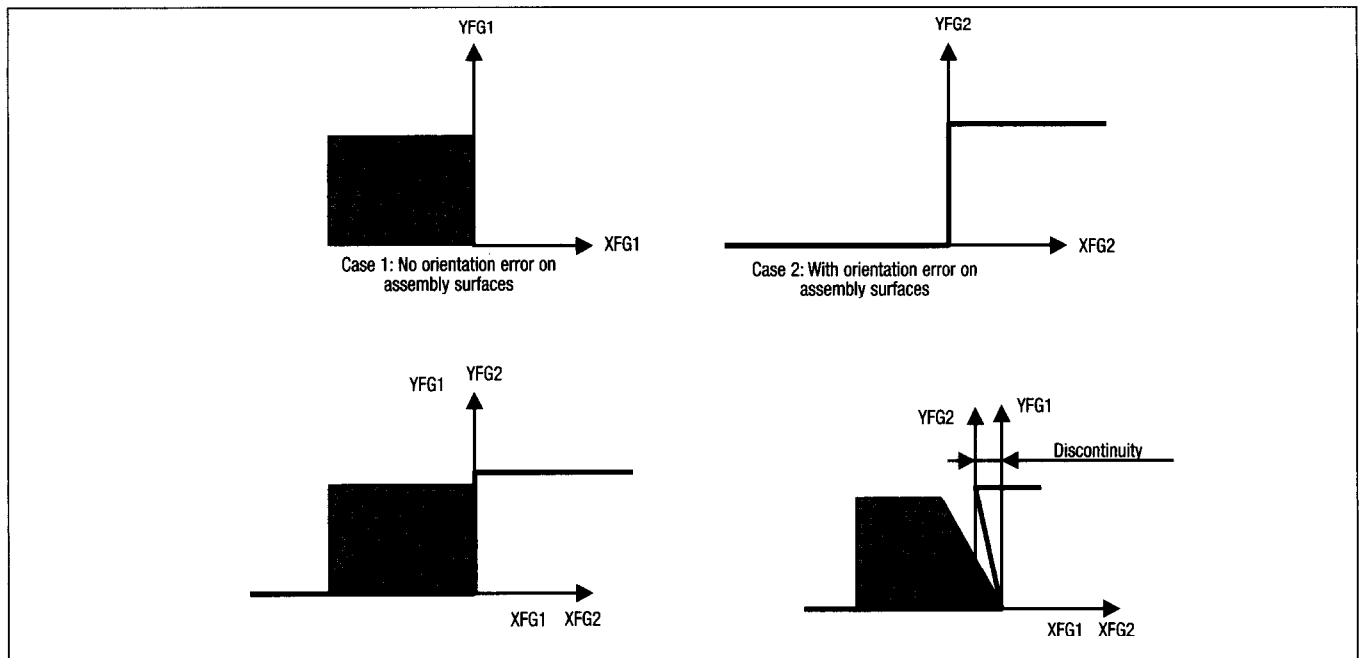 YFG1
XFG1
Case 1: No orientation error on
assembly surfaces
YFG2
XFG2
Case 2: With orientation error on
assembly surfaces
YFG1 YFG2
XFG1 XFG2
YFG2 YFG1
Discontinuity
XFG1 XFG2